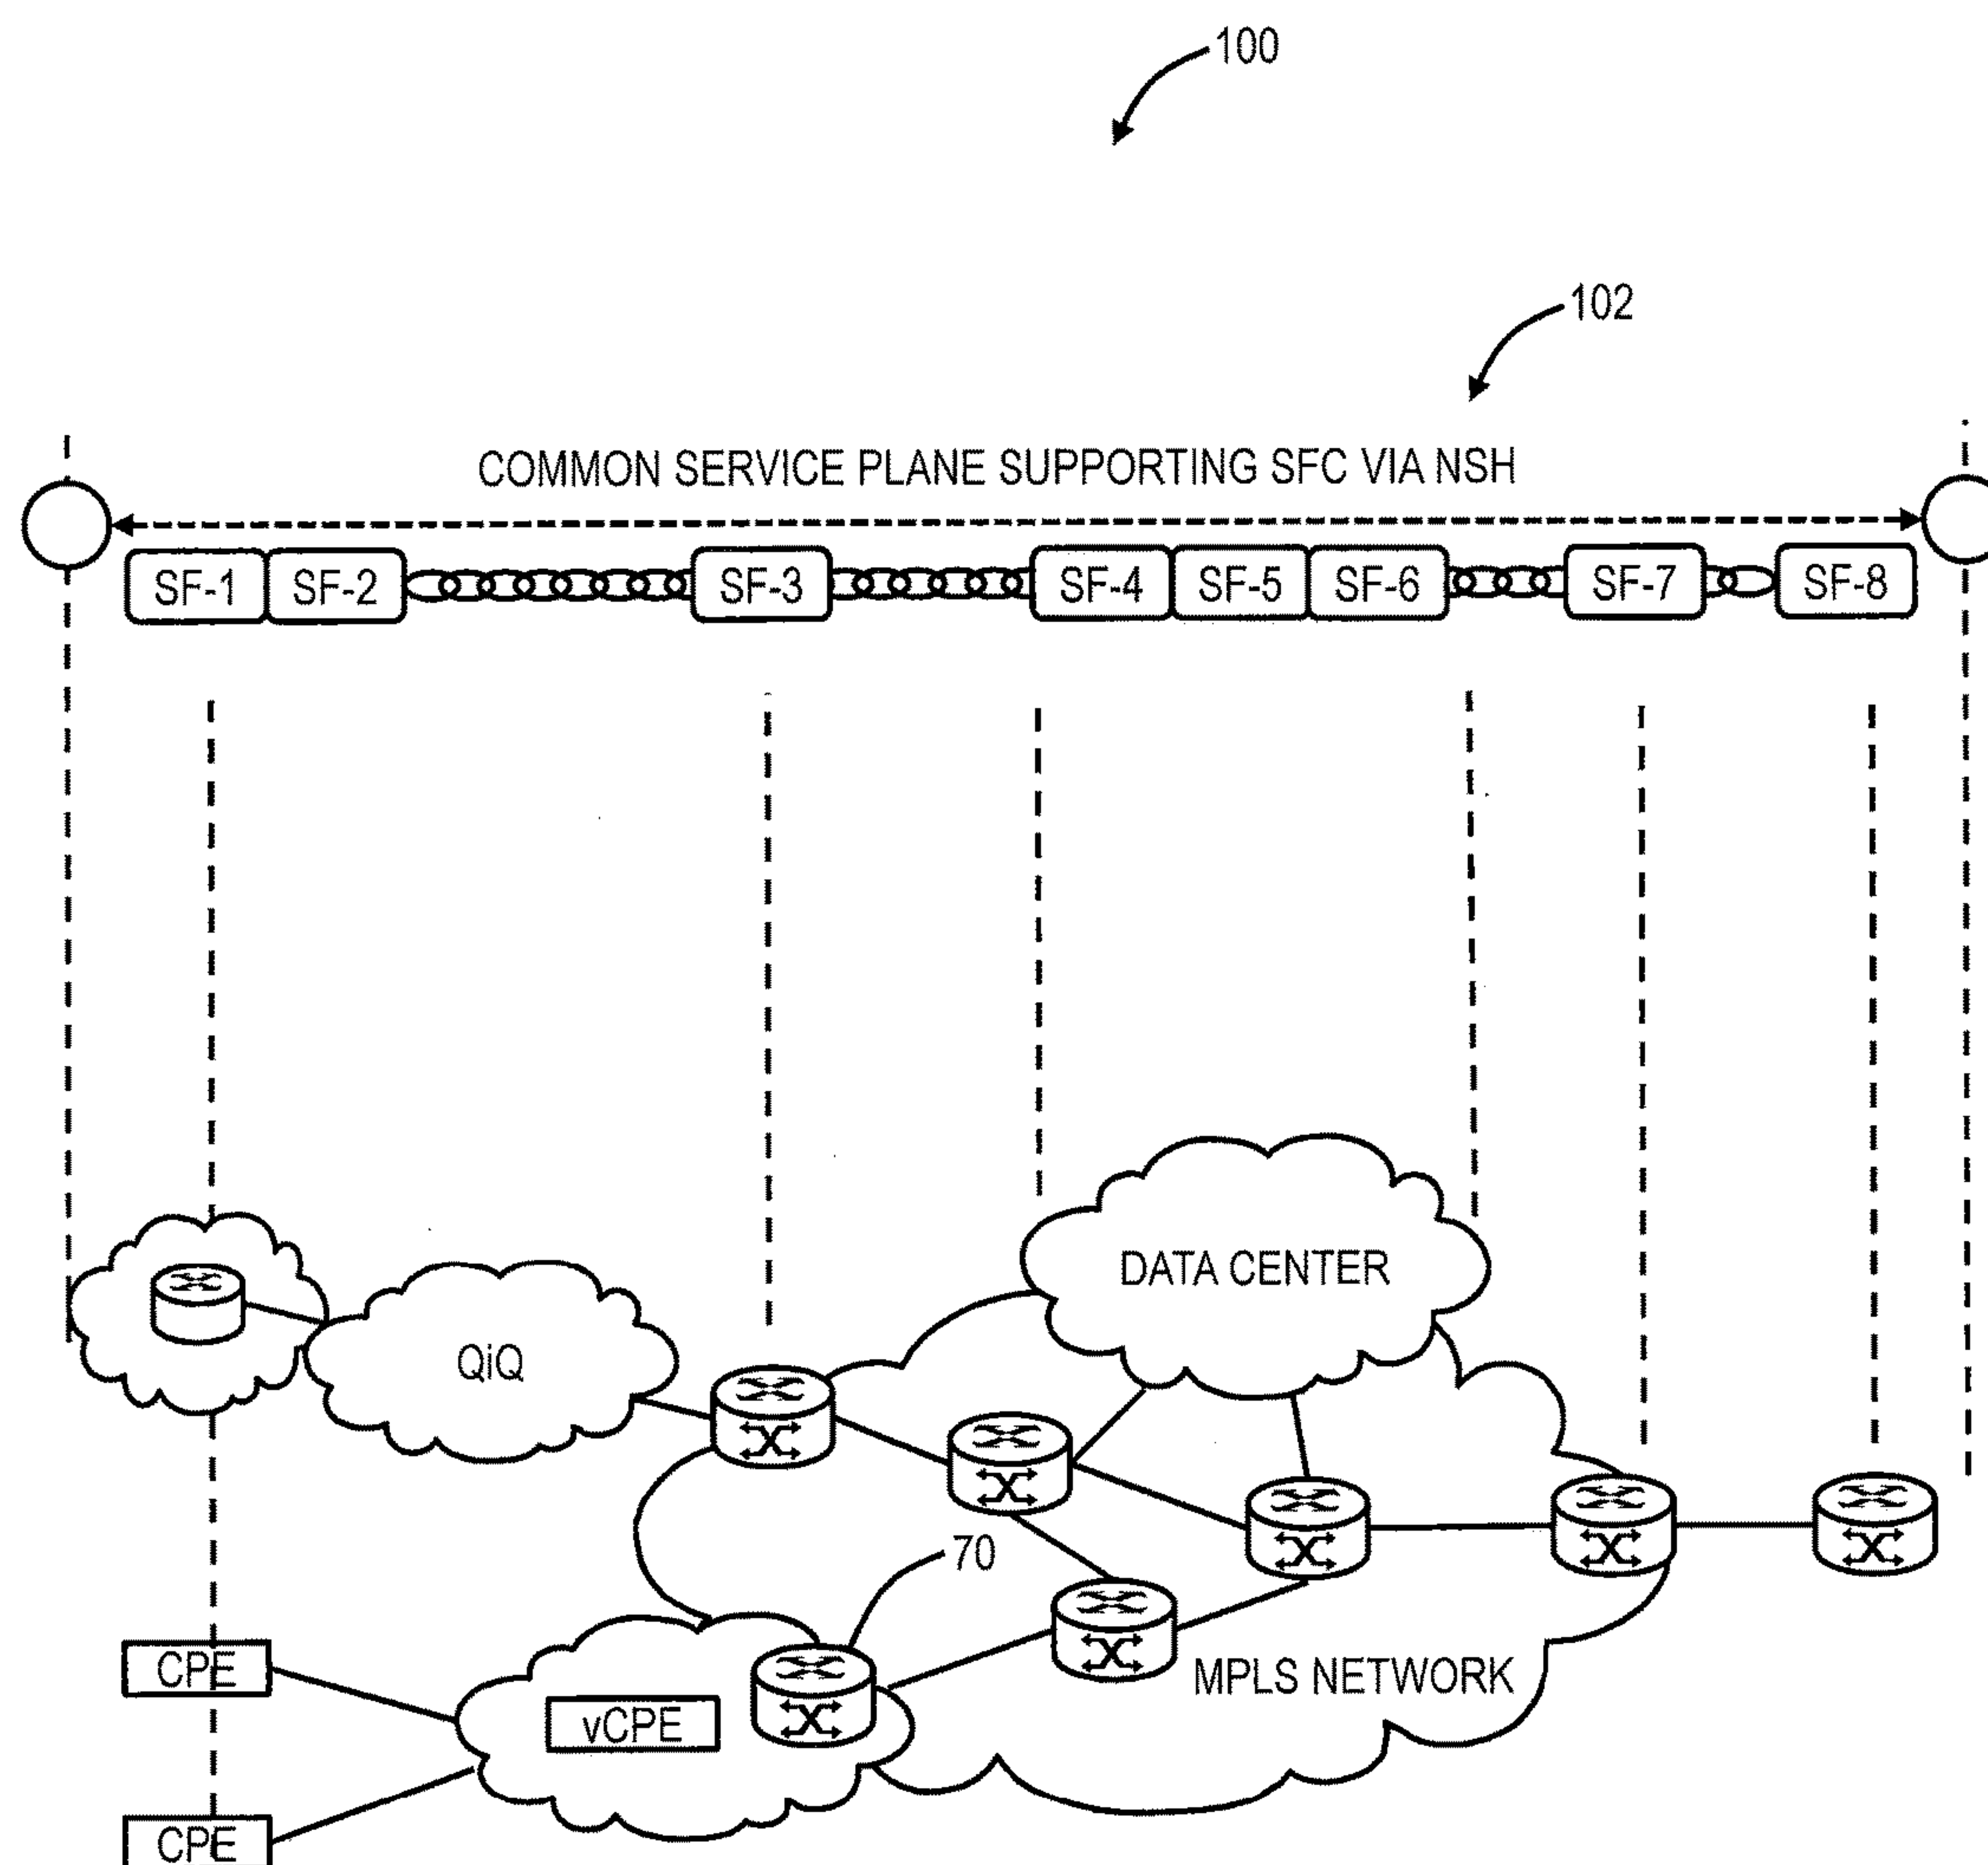 100
102
COMMON SERVICE PLANE SUPPORTING SFC VIA NSH
SF-1 SF-2 SF-3 SF-4 SF-5 SF-6 SF-7 SF-8
DATA CENTER
QiQ
70
CPE
MPLS NETWORK
vCPE
CPE